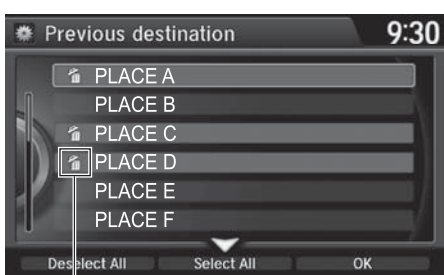 Previous destination 9:30
PLACE A
PLACE B
PLACE C
PLACE D
PLACE E
PLACE F
Deselect All Select All OK